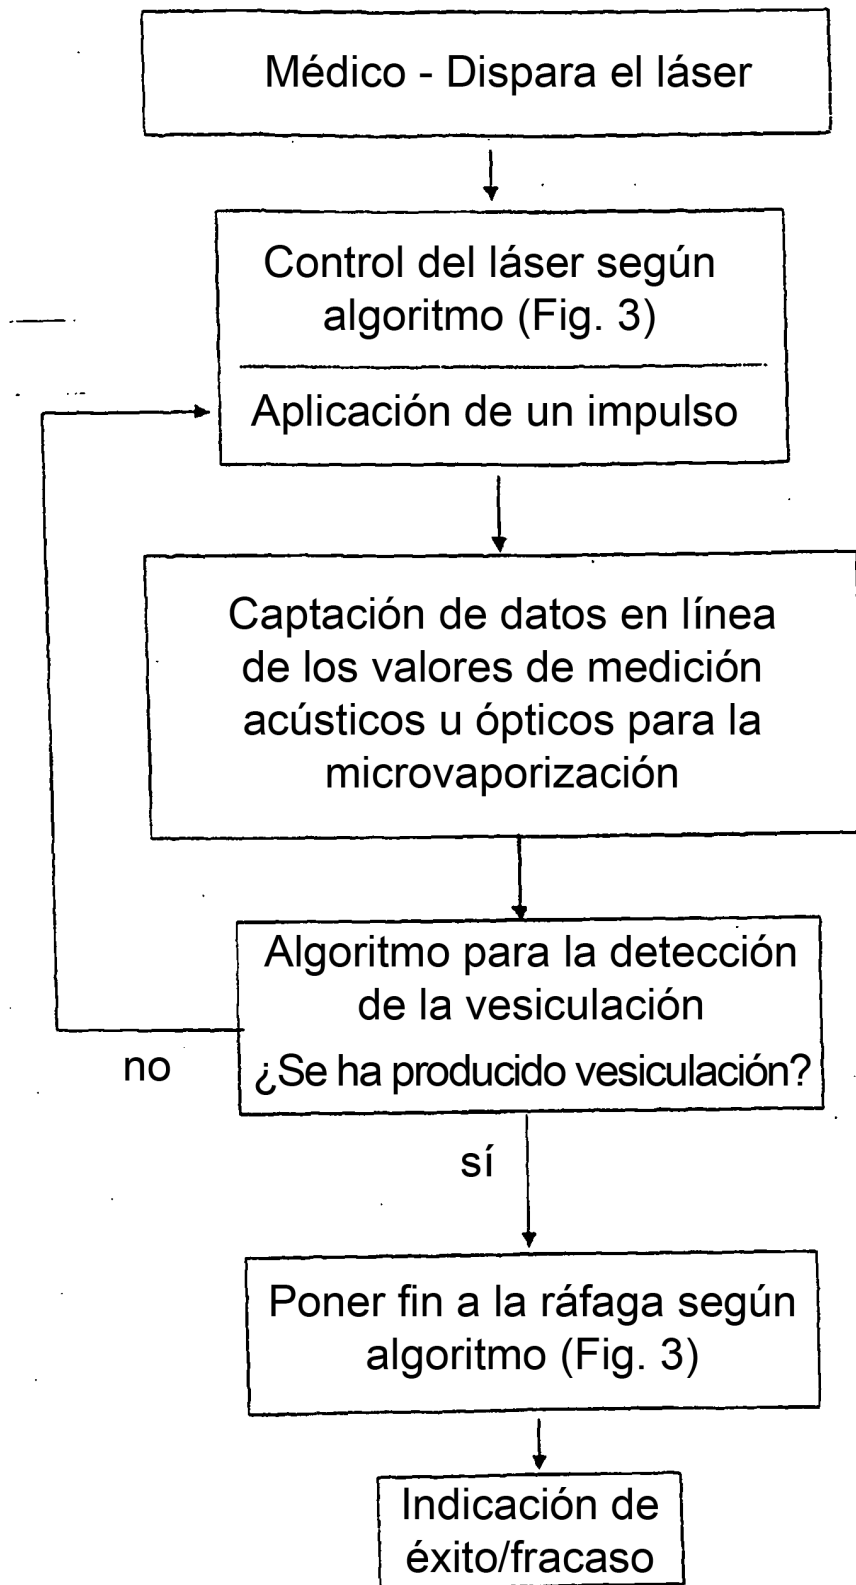 Médico - Dispara el láser
Control del láser según
algoritmo (Fig. 3)
Aplicación de un impulso
Captación de datos en línea
de los valores de medición
acústicos u ópticos para la
microvaporización
Algoritmo para la detección
de la vesiculación
¿Se ha producido vesiculación?
no
sí
Poner fin a la ráfaga según
algoritmo (Fig. 3)
Indicación de
éxito/fracaso